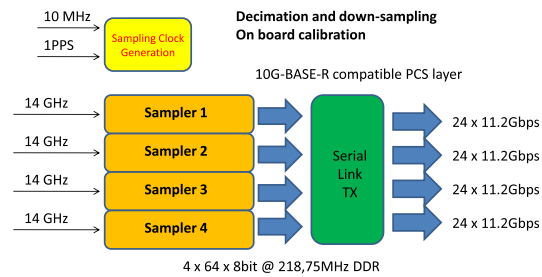 10 MHz
1PPS
Sampling Clock
Generation
Decimation and down-sampling
On board calibration
10G-BASE-R compatible PCS layer
14 GHz
Sampler 1
24 x 11.2Gbps
14 GHz
Sampler 2
24 x 11.2Gbps
14 GHz
Sampler 3
24 x 11.2Gbps
14 GHz
Sampler 4
24 x 11.2Gbps
Serial
Link
TX
4 x 64 x 8bit @ 218,75MHz DDR